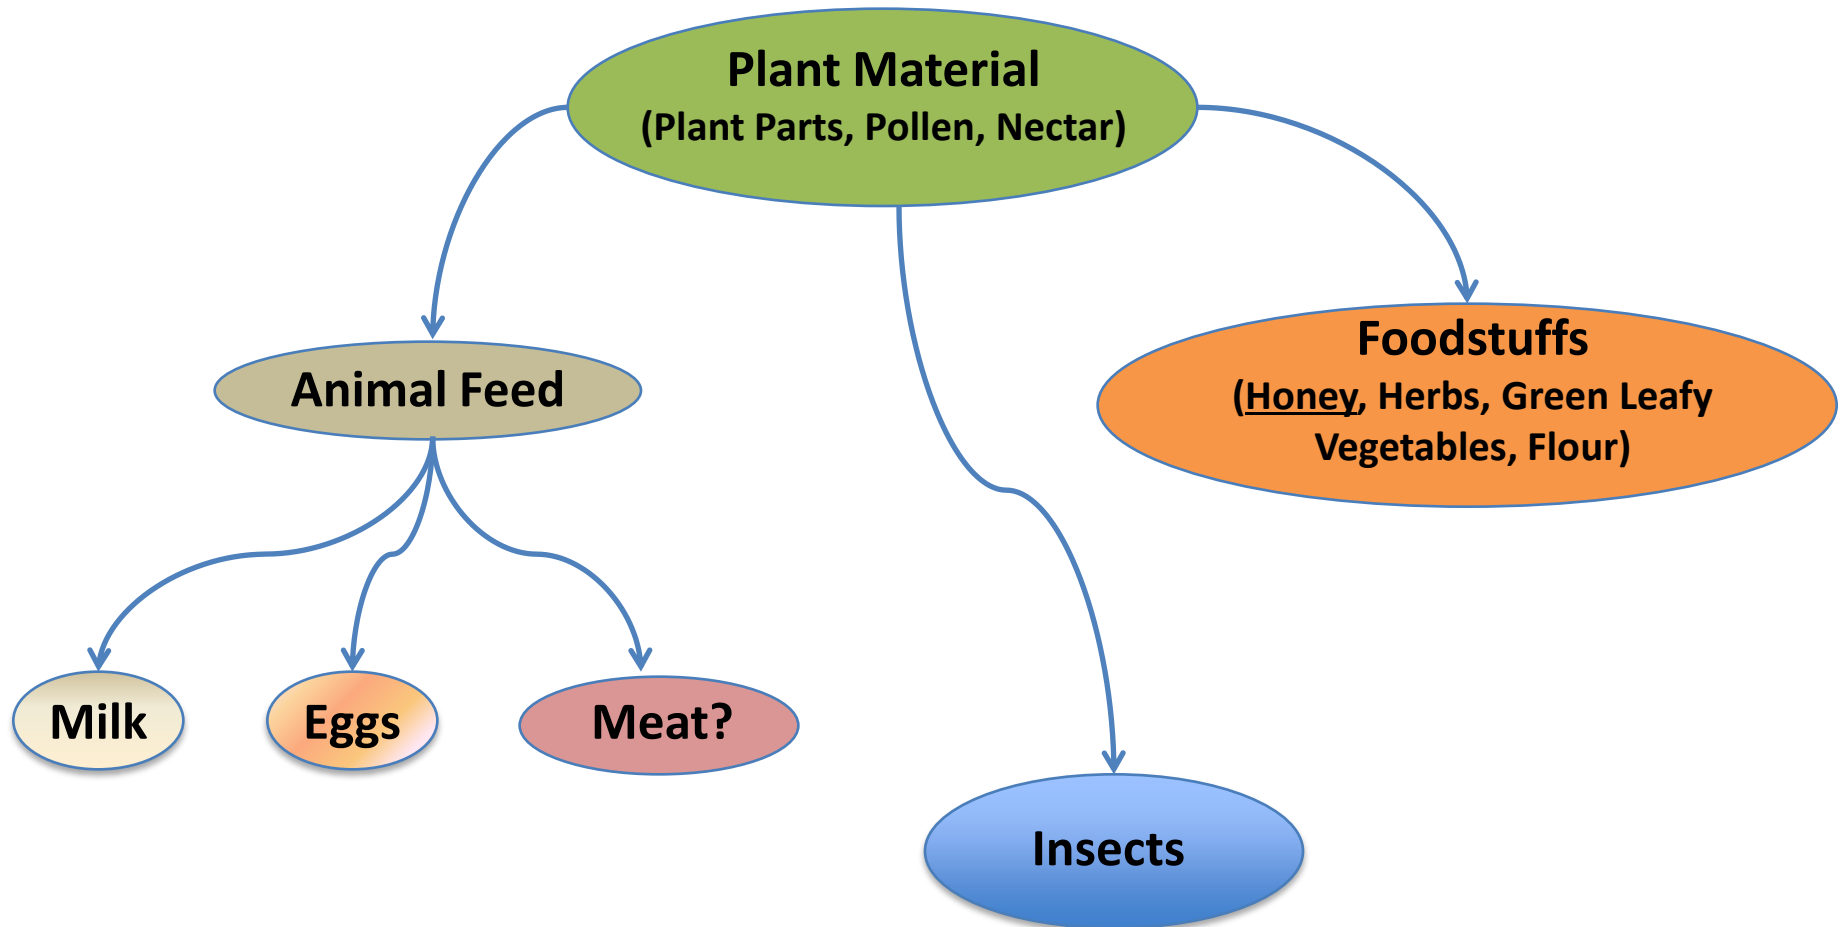 Plant Material
(Plant Parts, Pollen, Nectar)
Foodstuffs
(Honey, Herbs, Green Leafy
Vegetables, Flour)
Animal Feed
Milk
Eggs
Meat?
Insects